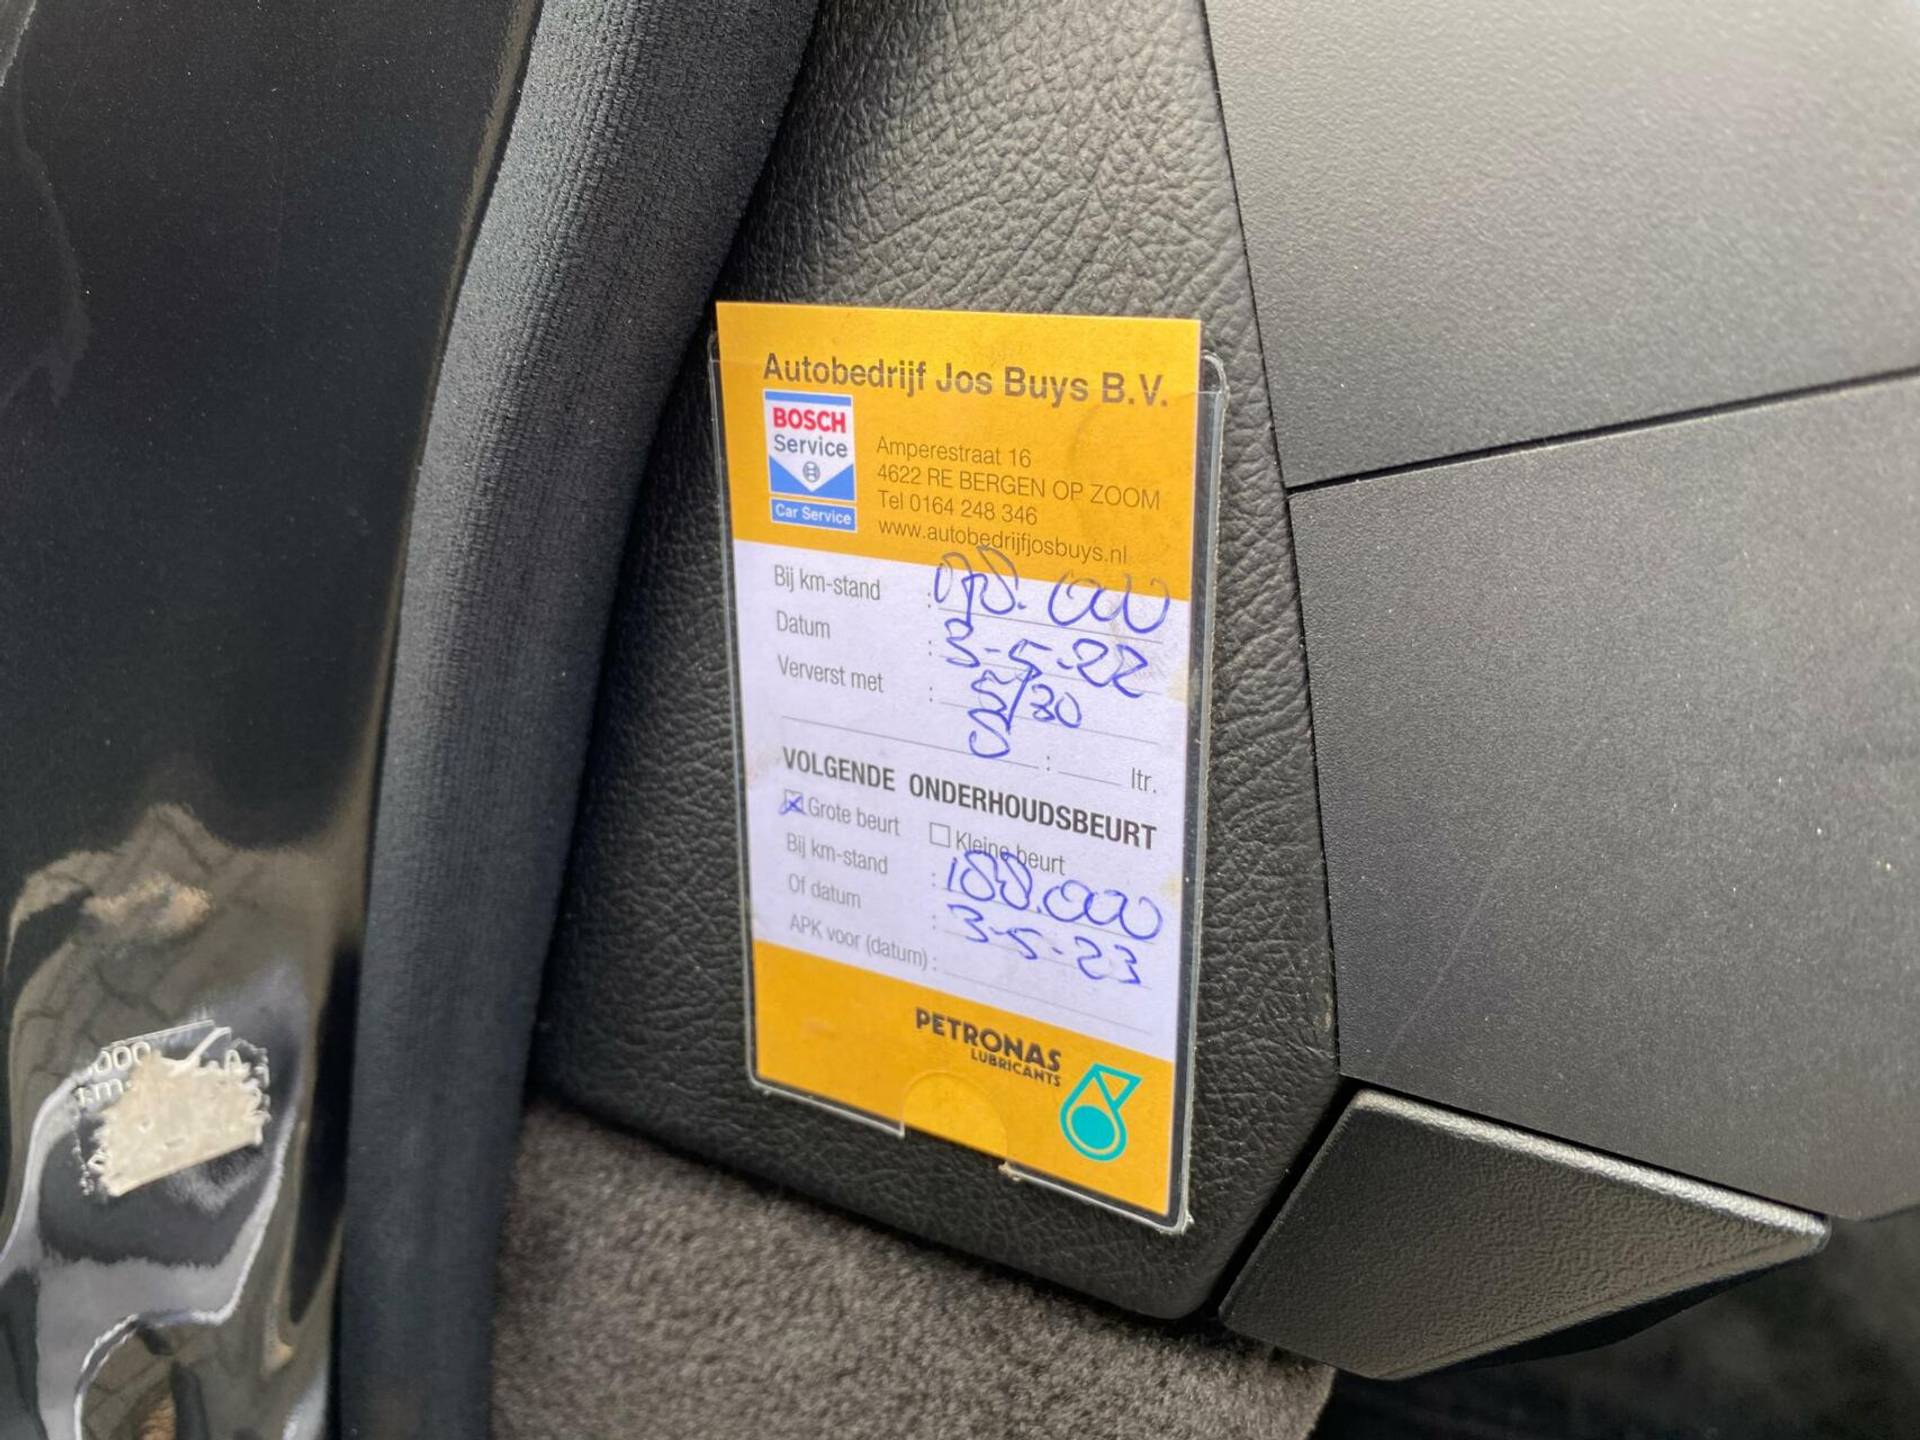 Autobedrijf Jos Buys B.V.
BOSCH
Service
Car Service
Amperestraat 16
4622 RE BERGEN OP ZOOM
Tel 0164 248 346
www.autobedrijfjosbuys.nl
Bij km-stand :
Datum : 3-5-22
Ververst met : 5/30
: ltr.
VOLGENDE ONDERHOUDSBEURT
Grote beurt Kleine beurt
Bij km-stand : 188.000
Of datum : 3-5-23
APK voor (datum) :
PETRONAS
LUBRICANTS